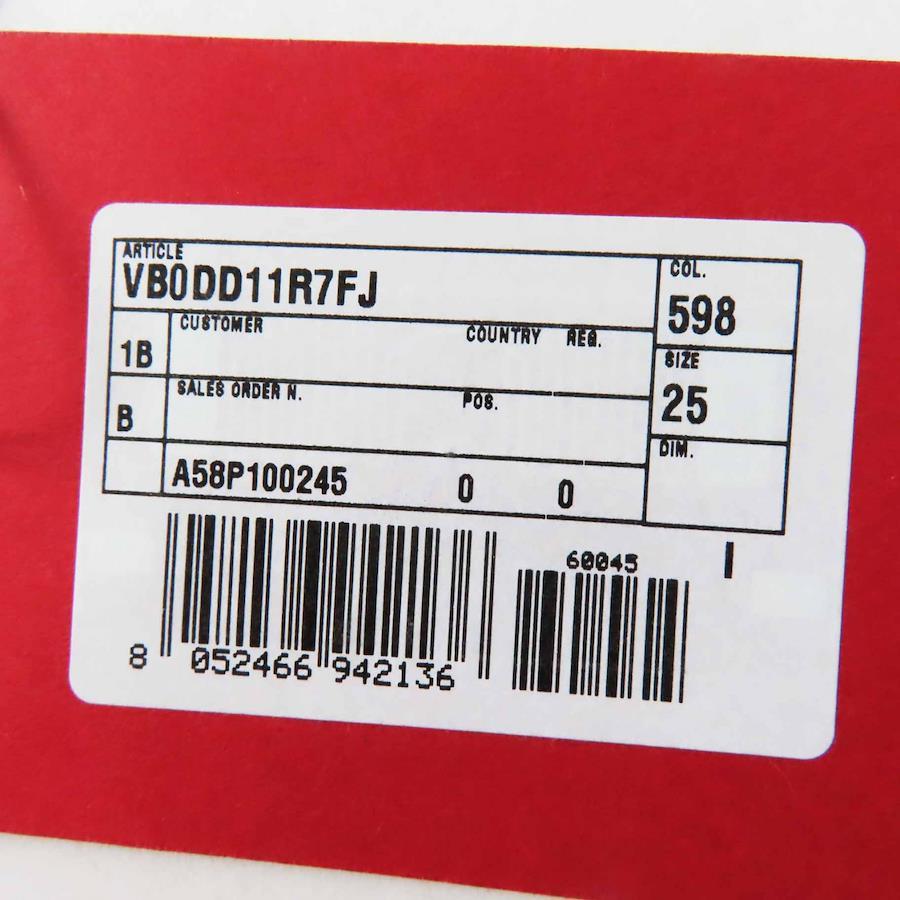 ARTICLE
VB0DD11R7FJ
COL.
598
1B
CUSTOMER COUNTRY REG.
SIZE
25
B
SALES ORDER N. POS.
DIM.
A58P100245 0 0
60045
8 052466 942136